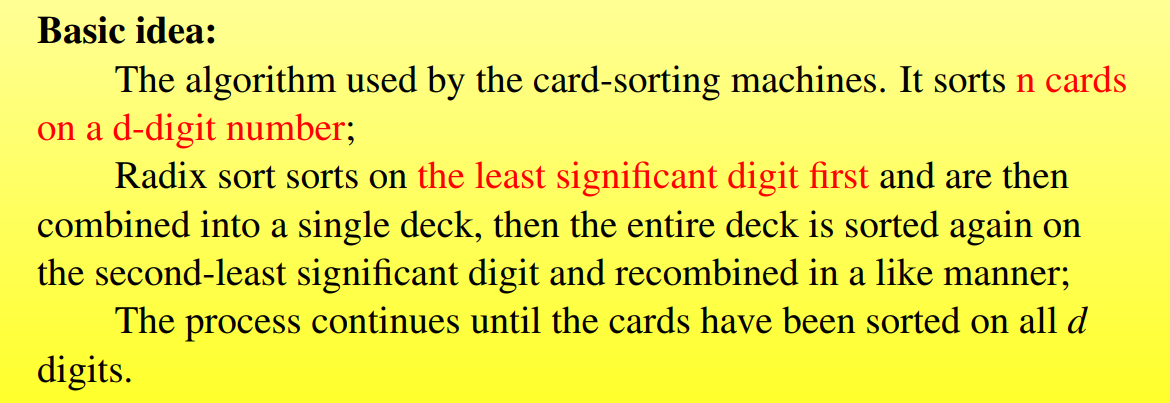 Basic idea:
The algorithm used by the card-sorting machines. It sorts n cards
on a d-digit number;
Radix sort sorts on the least significant digit first and are then
combined into a single deck, then the entire deck is sorted again on
the second-least significant digit and recombined in a like manner;
The process continues until the cards have been sorted on all d
digits.